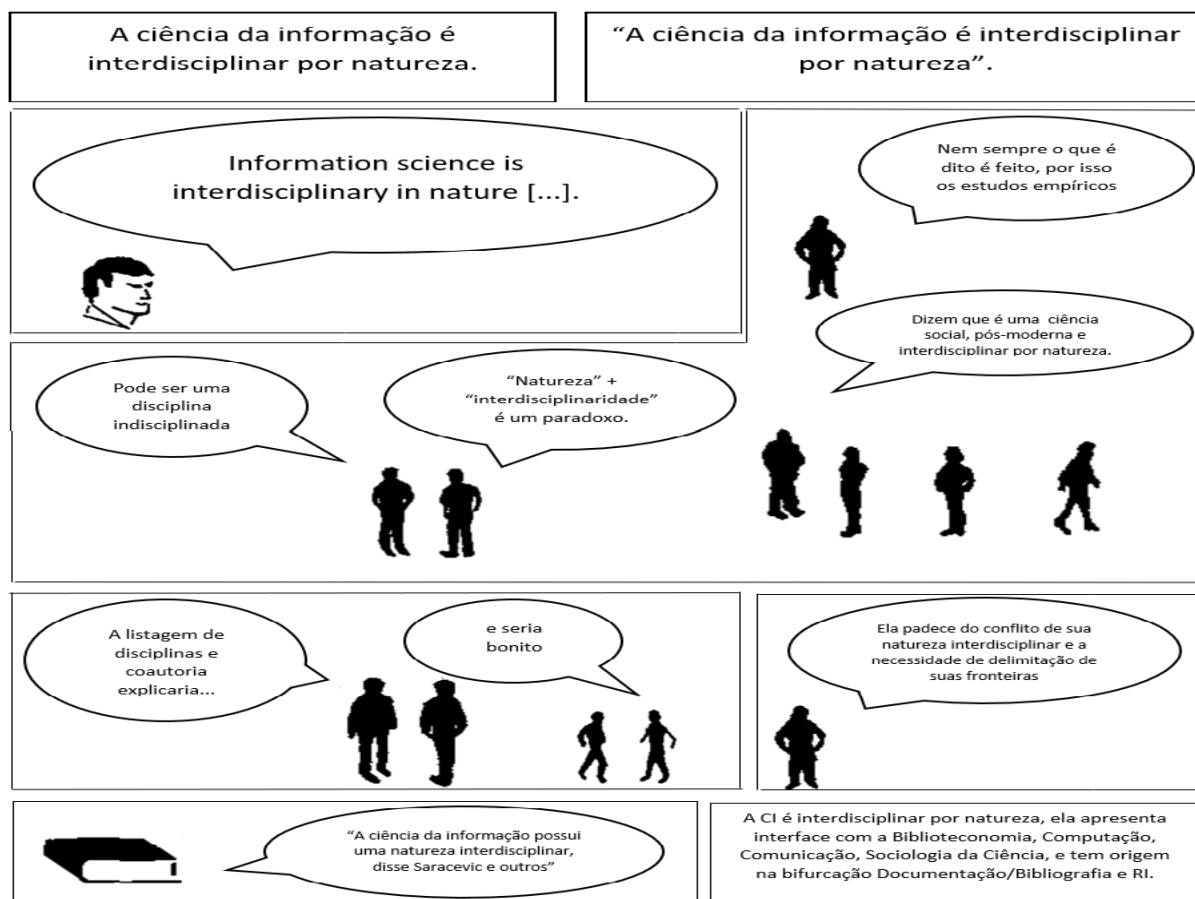 A ciência da informação é
interdisciplinar por natureza.
“A ciência da informação é interdisciplinar
por natureza”.
Information science is
interdisciplinary in nature [...].
Nem sempre o que é
dito é feito, por isso
os estudos empíricos
Dizem que é uma ciência
social, pós-moderna e
interdisciplinar por natureza.
Pode ser uma
disciplina
indisciplinada
“Natureza” +
“interdisciplinaridade”
é um paradoxo.
A listagem de
disciplinas e
coautoria
explicaria...
e seria
bonito
Ela padece do conflito de sua
natureza interdisciplinar e a
necessidade de delimitação de
suas fronteiras
“A ciência da informação possui
uma natureza interdisciplinar,
disse Saracevic e outros”
A CI é interdisciplinar por natureza, ela apresenta
interface com a Biblioteconomia, Computação,
Comunicação, Sociologia da Ciência, e tem origem
na bifurcação Documentação/Bibliografia e RI.